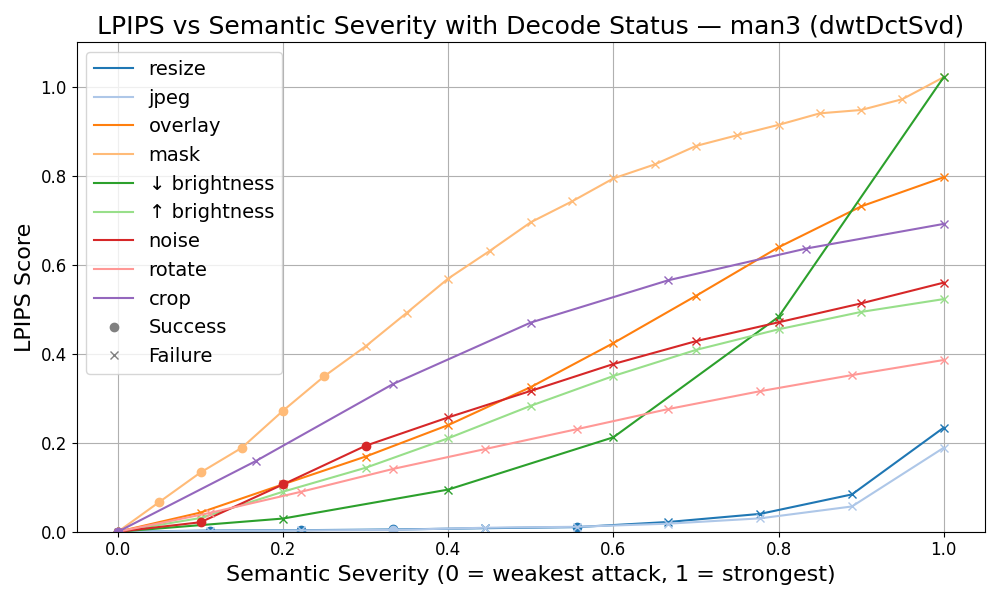 LPIPS vs Semantic Severity with Decode Status — man3 (dwtDctSvd)
LPIPS Score
1.0
0.8
0.6
0.4
0.2
0.0
resize
jpeg
overlay
mask
↓ brightness
↑ brightness
noise
rotate
crop
Success
Failure
0.0 0.2 0.4 0.6 0.8 1.0
Semantic Severity (0 = weakest attack, 1 = strongest)